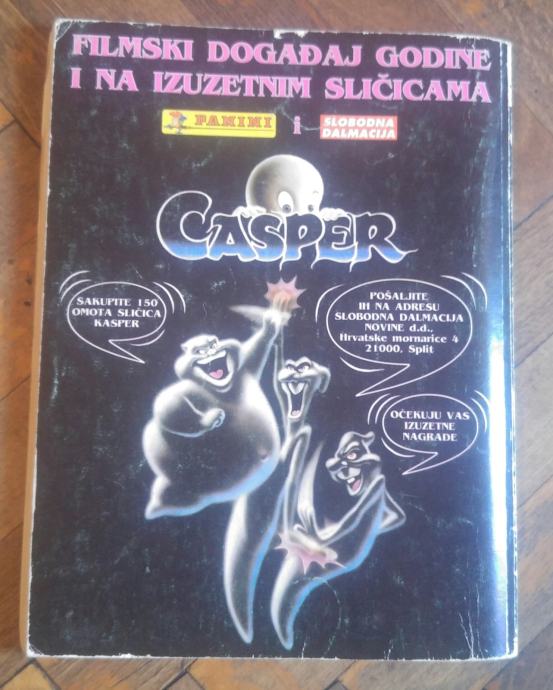 FILMSKI DOGAĐAJ GODINE
I NA IZUZETNIM SLIČICAMA
PANINI i SLOBODNA
DALMACIJA
CASPER
SAKUPITE 150
OMOTA SLIČICA
KASPER
POŠALJITE
IH NA ADRESU
SLOBODNA DALMACIJA
NOVINE d.d.,
Hrvatske mornarice 4
21000, Split
OČEKUJU VAS
IZUZETNE
NAGRADE